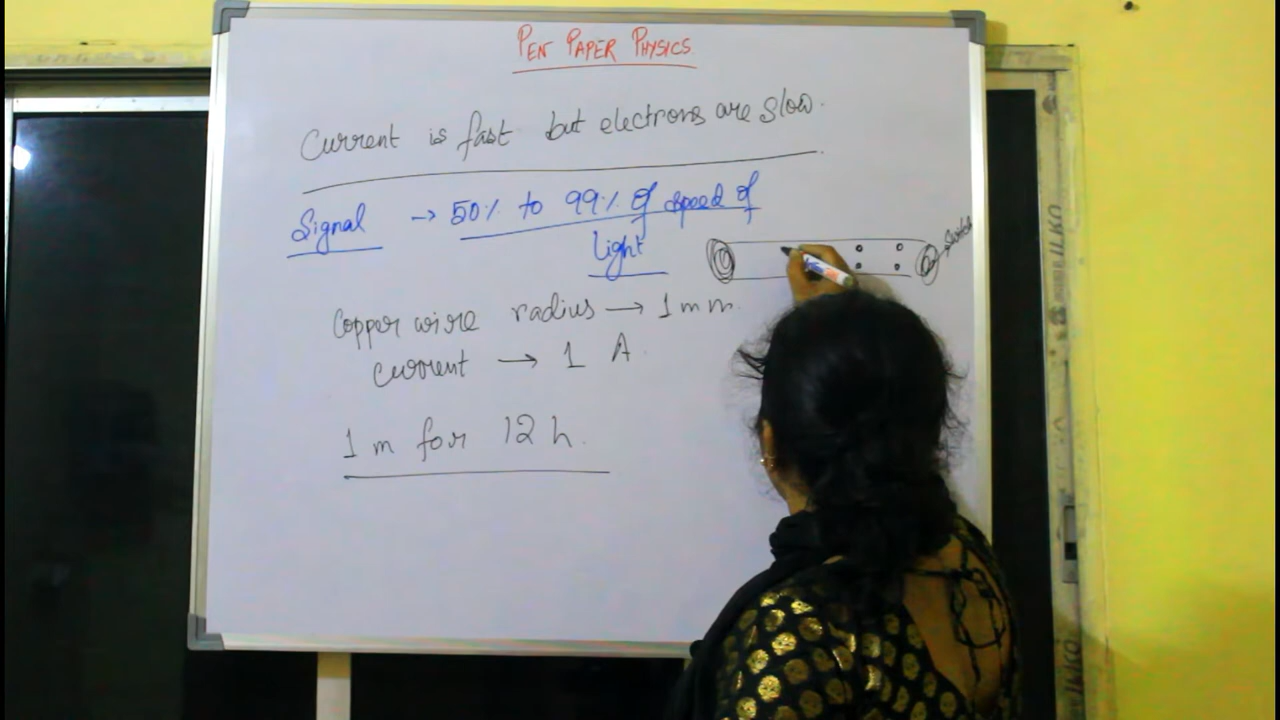 PEN PAPER PHYSICS
Current is fast but electrons are slow.
Signal → 50% to 99% of speed of
light
switch
Copper wire radius → 1 mm.
current → 1 A.
1 m for 12 h.